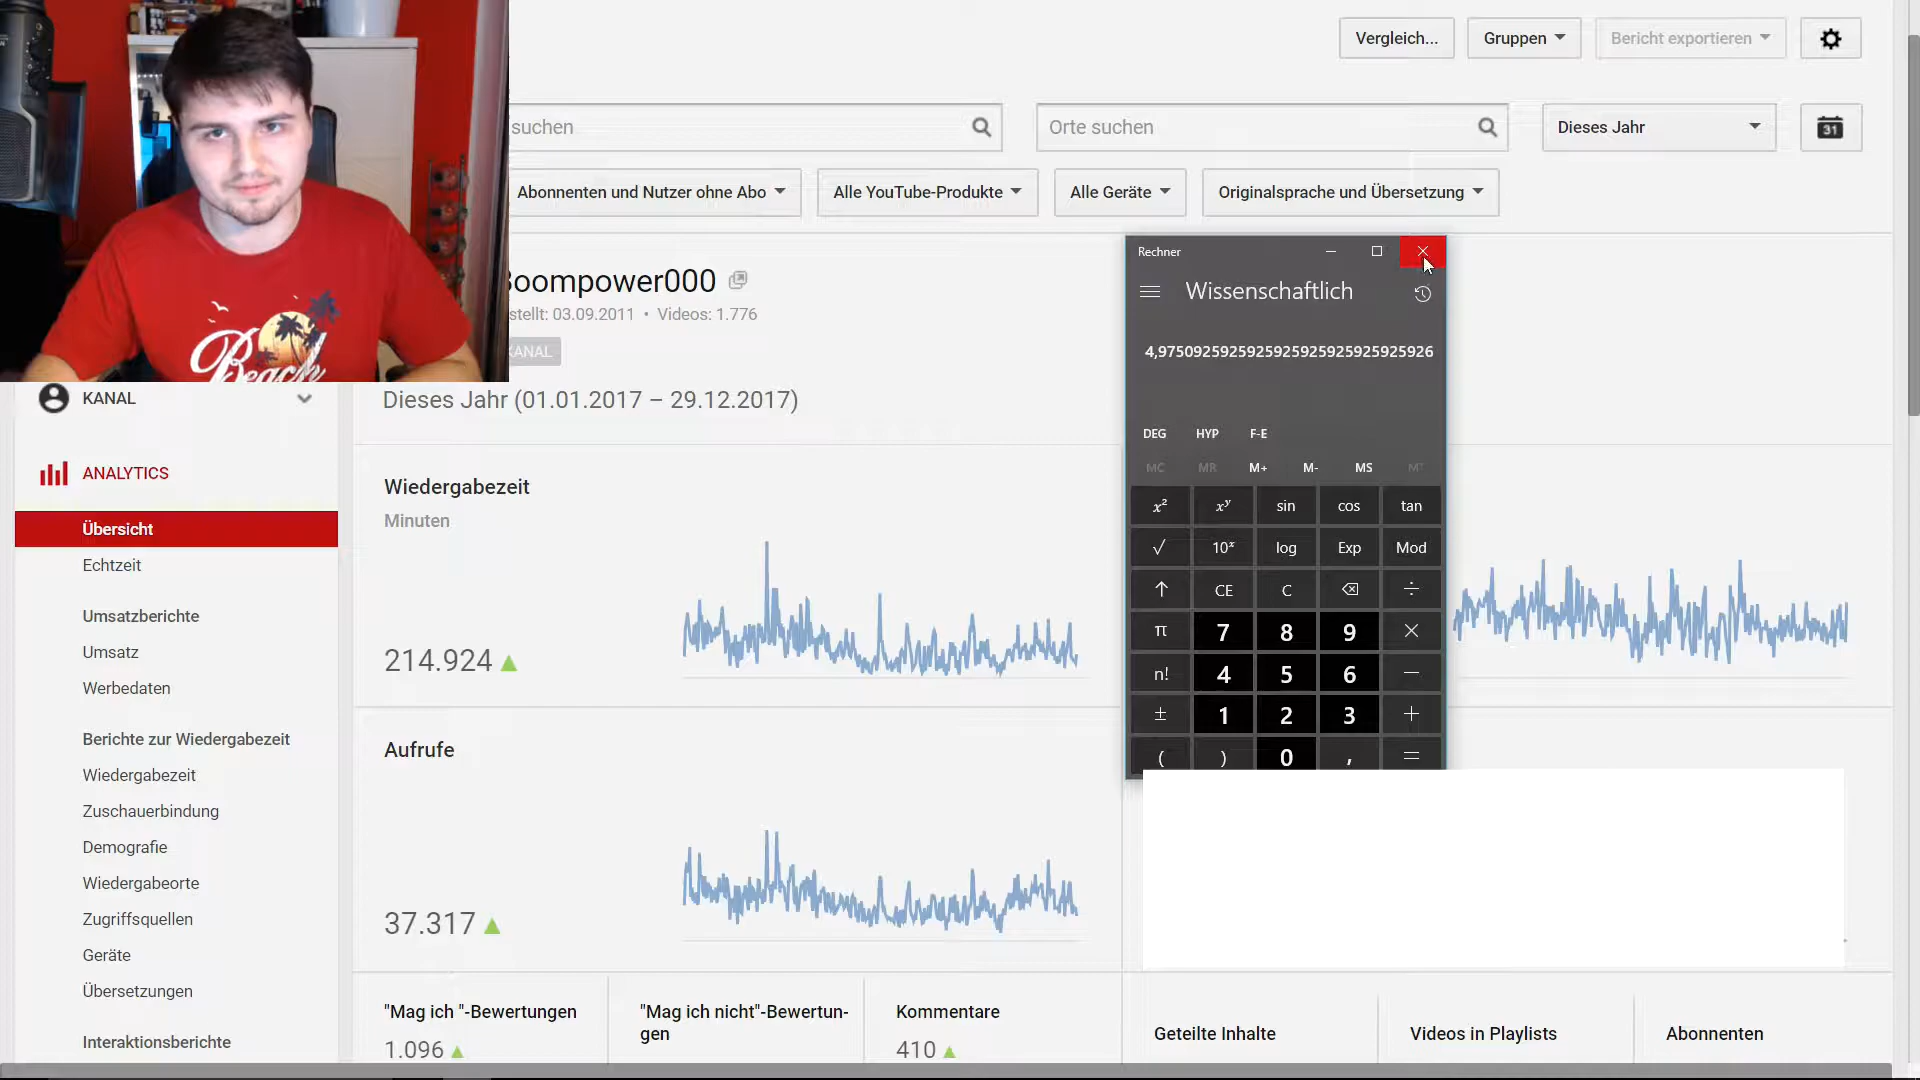 Vergleich...
Gruppen
Bericht exportieren
suchen
Orte suchen
Dieses Jahr
31
Abonnenten und Nutzer ohne Abo
Alle YouTube-Produkte
Alle Geräte
Originalsprache und Übersetzung
Boompower000
stellt: 03.09.2011 • Videos: 1.776
KANAL
Dieses Jahr (01.01.2017 – 29.12.2017)
Beach
KANAL
ANALYTICS
Übersicht
Echtzeit
Umsatzberichte
Umsatz
Werbedaten
Berichte zur Wiedergabezeit
Wiedergabezeit
Zuschauerbindung
Demografie
Wiedergabeorte
Zugriffsquellen
Geräte
Übersetzungen
Interaktionsberichte
Wiedergabezeit
Minuten
214.924
Aufrufe
37.317
"Mag ich "-Bewertungen
1.096
"Mag ich nicht"-Bewertun-
gen
Kommentare
410
Geteilte Inhalte
Videos in Playlists
Abonnenten
Rechner
Wissenschaftlich
4,9750925925925925925925925925926
DEG HYP F-E
MC MR M+ M- MS M
x² xʸ sin cos tan
√ 10ˣ log Exp Mod
↑ CE C ⌫ ÷
π 7 8 9 ×
n! 4 5 6 −
± 1 2 3 +
( ) 0 , =